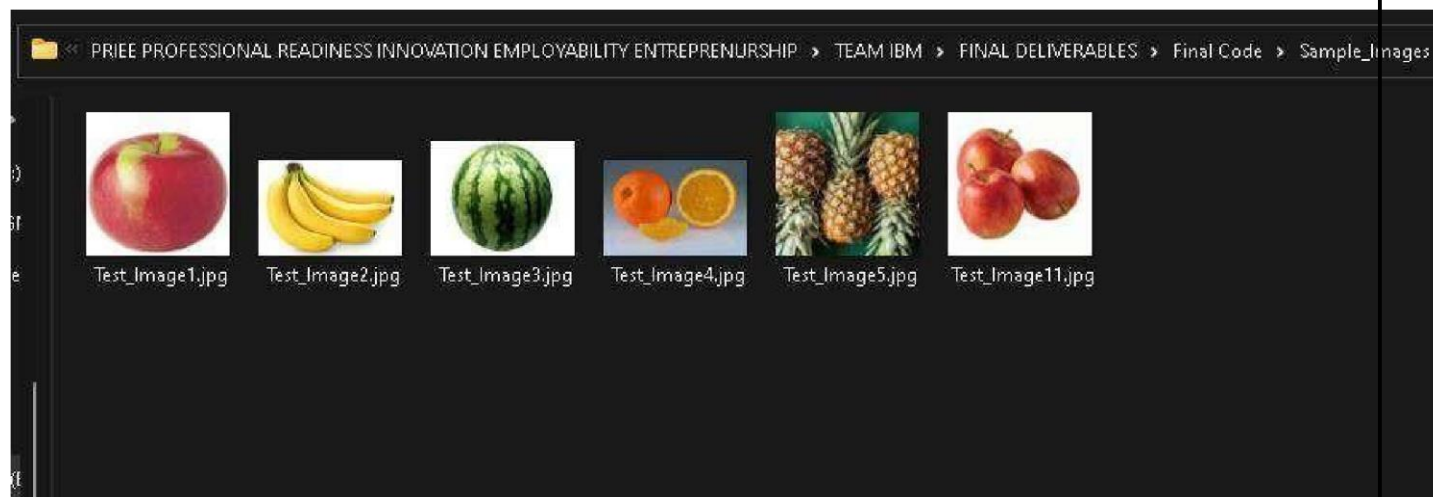 « PRIEE PROFESSIONAL READINESS INNOVATION EMPLOYABILITY ENTREPRENURSHIP > TEAM IBM > FINAL DELIVERABLES > Final Code > Sample_Images
Test_Image1.jpg Test_Image2.jpg Test_Image3.jpg Test_Image4.jpg Test_Image5.jpg Test_Image11.jpg